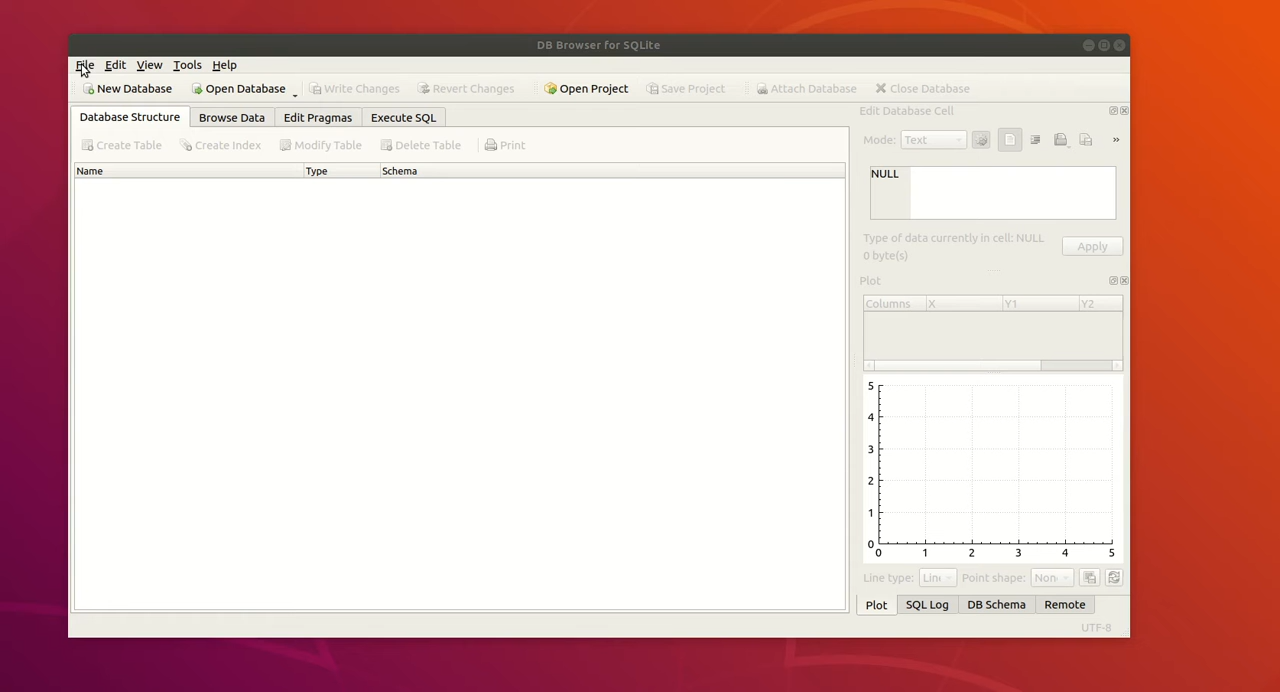 DB Browser for SQLite
File Edit View Tools Help
New Database Open Database Write Changes Revert Changes Open Project Save Project Attach Database Close Database
Database Structure Browse Data Edit Pragmas Execute SQL
Create Table Create Index Modify Table Delete Table Print
Name Type Schema
Edit Database Cell
Mode: Text »
NULL
Type of data currently in cell: NULL
0 byte(s)
Apply
Plot
Columns X Y1 Y2
5
4
3
2
1
0
0 1 2 3 4 5
Line type: Line Point shape: Non
Plot SQL Log DB Schema Remote
UTF-8